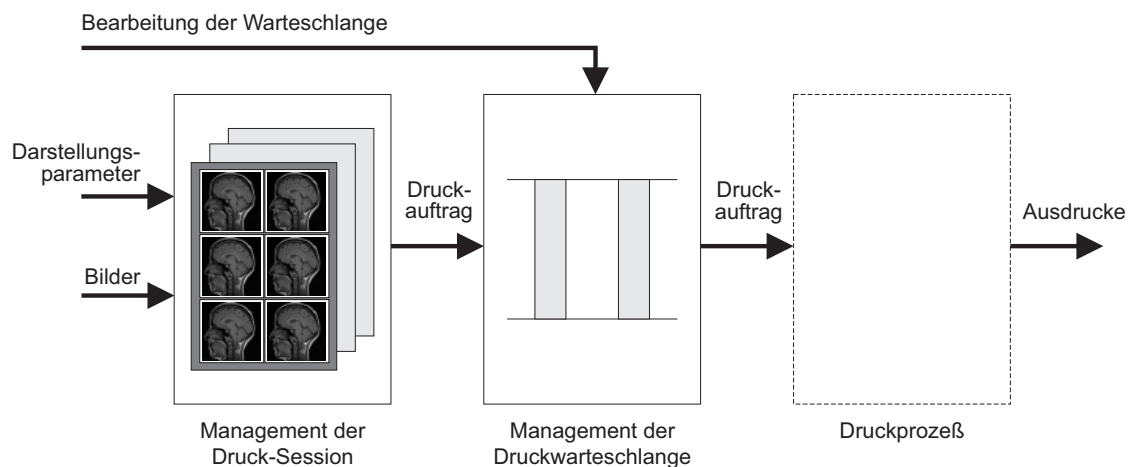 Bearbeitung der Warteschlange
Darstellungs-
parameter
Bilder
Druck-
auftrag
Druck-
auftrag
Ausdrucke
Management der
Druck-Session
Management der
Druckwarteschlange
Druckprozeß